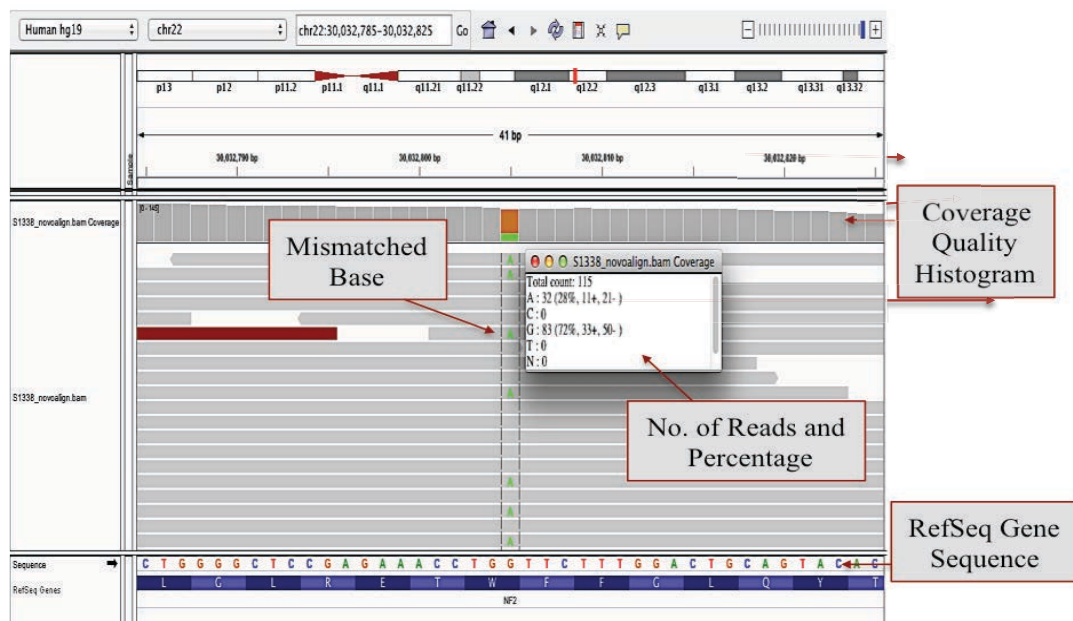 Human hg19 chr22 chr22:30,032,785-30,032,825 Go
p13 p12 p11.2 p11.1 q11.1 q11.21 q11.22 q12.1 q12.2 q12.3 q13.1 q13.2 q13.31 q13.32
41 bp
30,032,790 bp 30,032,800 bp 30,032,810 bp 30,032,820 bp
Sample
S1338_novoalign.bam Coverage
[0 - 145]
Mismatched
Base
Coverage
Quality
Histogram
A
A
S1338_novoalign.bam Coverage
Total count: 115
A : 32 (28%, 11+, 21- )
C : 0
G : 83 (72%, 33+, 50- )
T : 0
N : 0
A
S1338_novoalign.bam
A
No. of Reads and
Percentage
A
A
A
RefSeq Gene
Sequence
Sequence
C T G G G G C T C C G A G A A A C C T G G T T C T T T G G A C T G C A G T A C A C
RefSeq Genes
L G L R E T W F F G L Q Y T
NF2